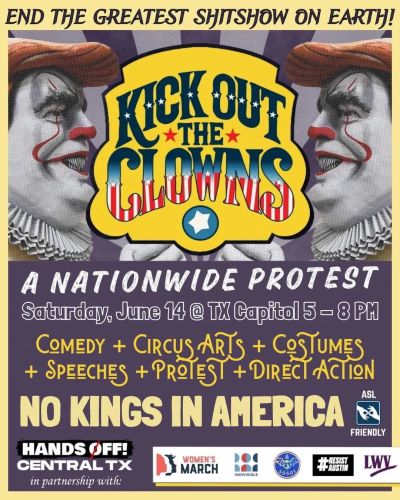 END THE GREATEST SHITSHOW ON EARTH!
KICK OUT
THE
CLOWNS
A NATIONWIDE PROTEST
Saturday, June 14 @ TX Capitol 5 – 8 PM
COMEDY + CIRCUS ARTS + COSTUMES
+ SPEECHES + PROTEST + DIRECT ACTION
NO KINGS IN AMERICA
ASL
FRIENDLY
HANDS OFF!
CENTRAL TX
in partnership with:
WOMEN'S
MARCH
INDIVISIBLE
#RESIST
AUSTIN
LWV